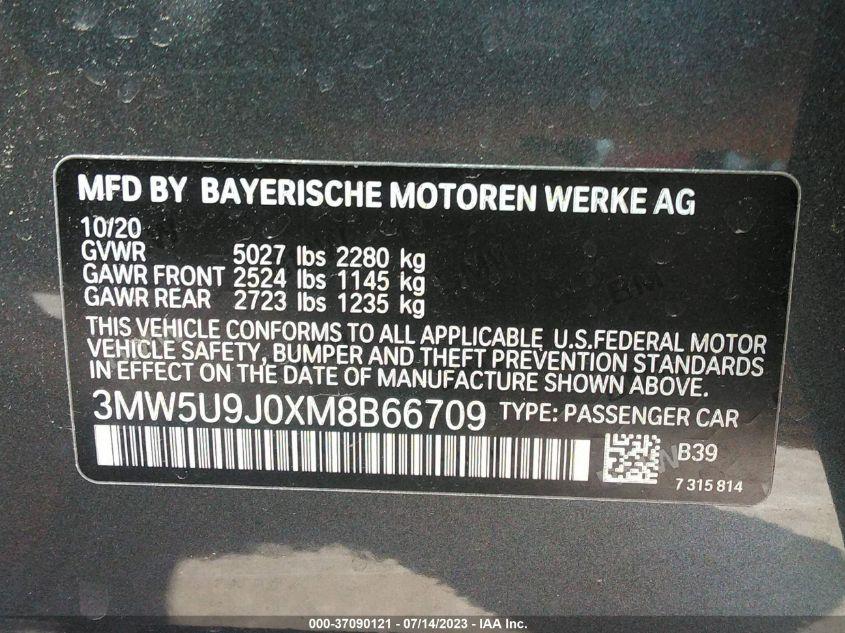 MFD BY BAYERISCHE MOTOREN WERKE AG
10/20
GVWR 5027 lbs 2280 kg
GAWR FRONT 2524 lbs 1145 kg
GAWR REAR 2723 lbs 1235 kg
THIS VEHICLE CONFORMS TO ALL APPLICABLE U.S.FEDERAL MOTOR
VEHICLE SAFETY, BUMPER AND THEFT PREVENTION STANDARDS
IN EFFECT ON THE DATE OF MANUFACTURE SHOWN ABOVE.
3MW5U9J0XM8B66709 TYPE: PASSENGER CAR
B39
7 315 814
000-37090121 - 07/14/2023 - IAA Inc.